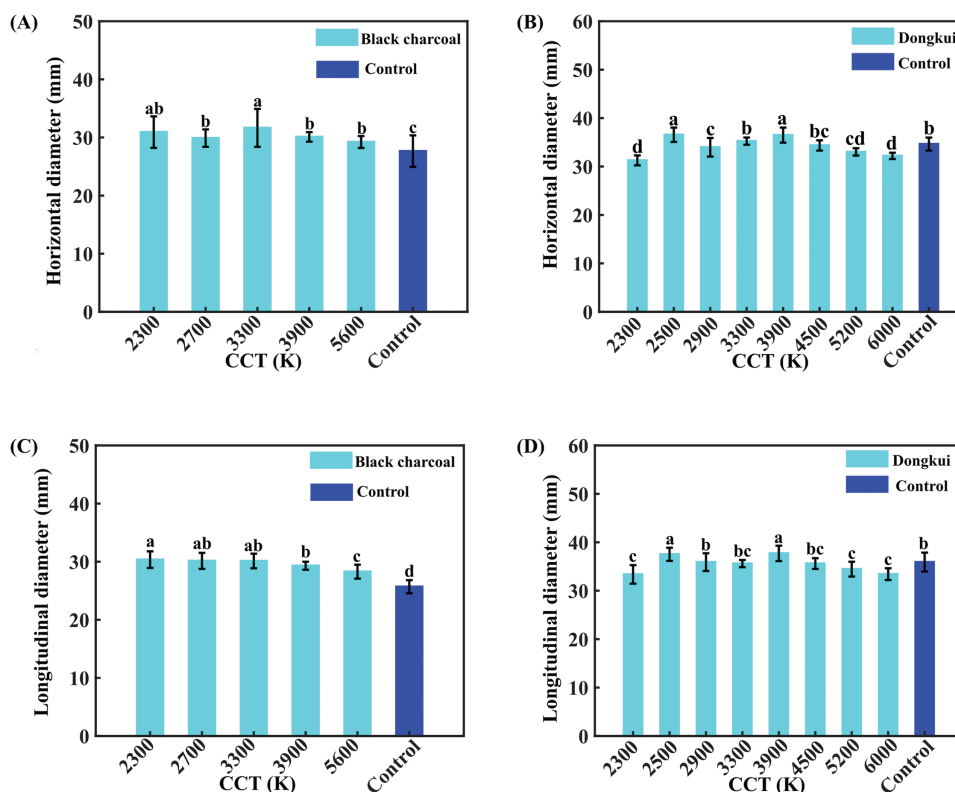 (A)
50
40
30
20
10
0
Horizontal diameter (mm)
Black charcoal
Control
ab
b
a
b
b
c
2300
2700
3300
3900
5600
Control
CCT (K)
(B)
60
50
40
30
20
10
0
Horizontal diameter (mm)
Dongkui
Control
d
a
c
b
a
bc
cd
d
b
2300
2500
2900
3300
3900
4500
5200
6000
Control
CCT (K)
(C)
50
40
30
20
10
0
Longitudinal diameter (mm)
Black charcoal
Control
a
ab
ab
b
c
d
2300
2700
3300
3900
5600
Control
CCT (K)
(D)
60
50
40
30
20
10
0
Longitudinal diameter (mm)
Dongkui
Control
c
a
b
bc
a
bc
c
c
b
2300
2500
2900
3300
3900
4500
5200
6000
Control
CCT (K)